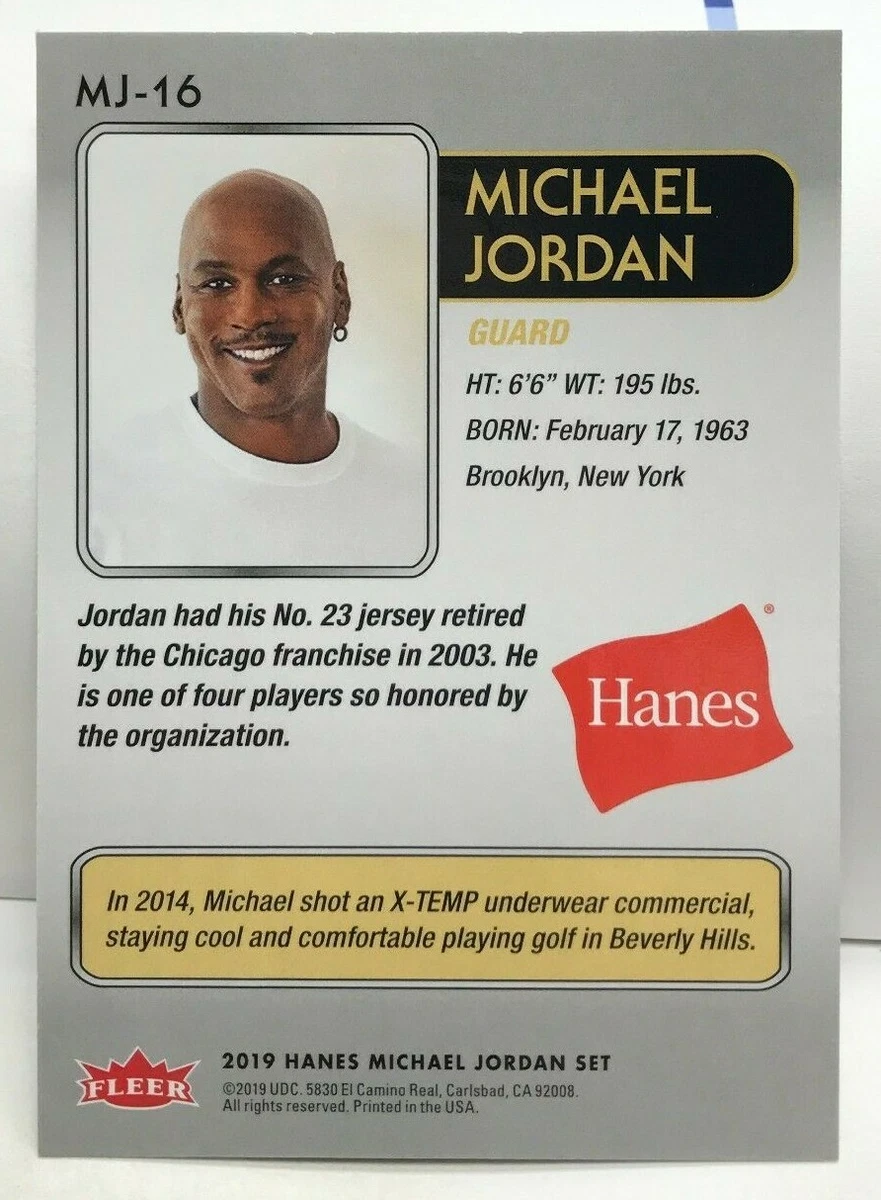 MJ-16
MICHAEL
JORDAN
GUARD
HT: 6’6” WT: 195 lbs.
BORN: February 17, 1963
Brooklyn, New York
Jordan had his No. 23 jersey retired
by the Chicago franchise in 2003. He
is one of four players so honored by
the organization.
Hanes®
In 2014, Michael shot an X-TEMP underwear commercial,
staying cool and comfortable playing golf in Beverly Hills.
FLEER
2019 HANES MICHAEL JORDAN SET
©2019 UDC. 5830 El Camino Real, Carlsbad, CA 92008.
All rights reserved. Printed in the USA.